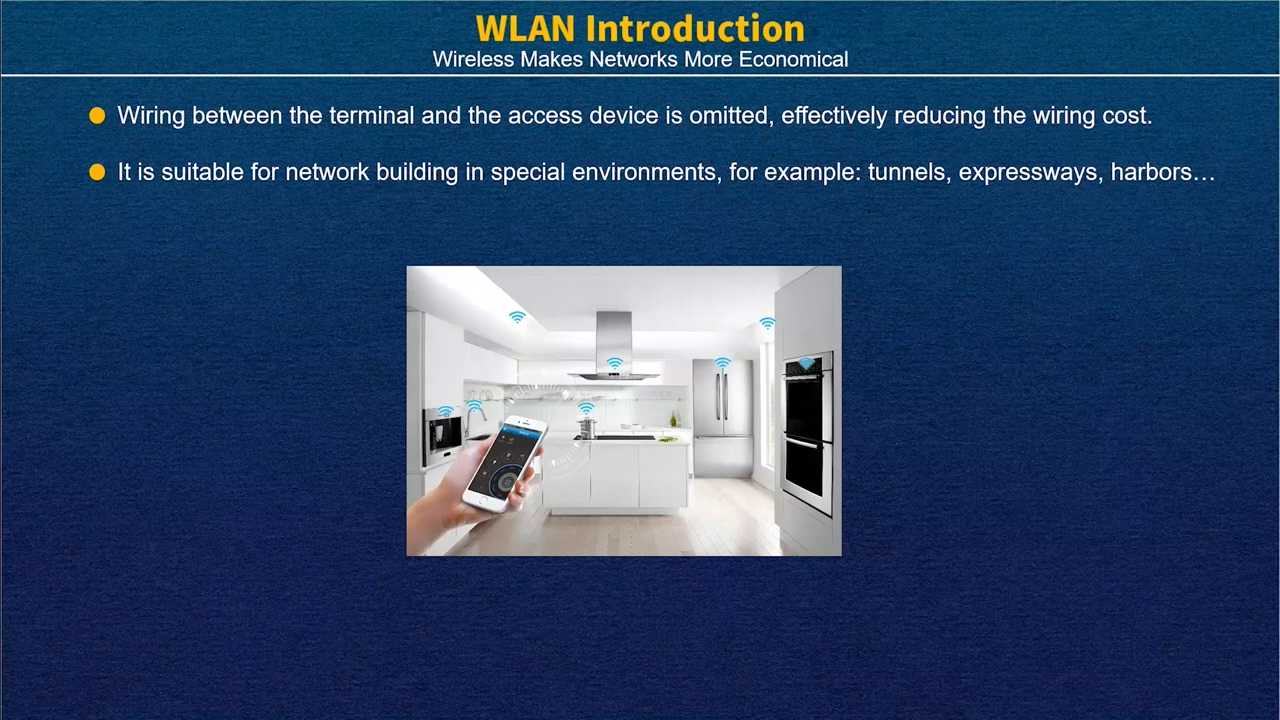 WLAN Introduction
Wireless Makes Networks More Economical
Wiring between the terminal and the access device is omitted, effectively reducing the wiring cost.
It is suitable for network building in special environments, for example: tunnels, expressways, harbors…